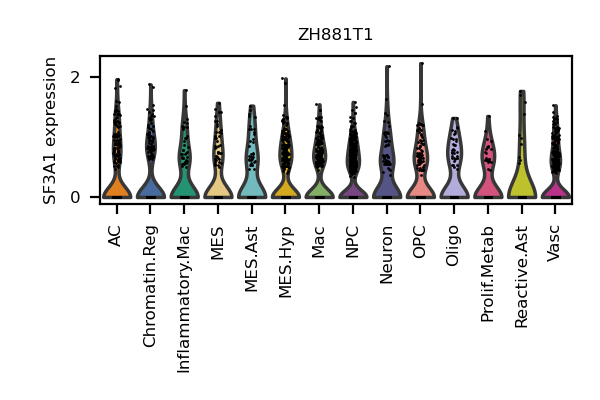 ZH881T1
SF3A1 expression
2
0
AC
Chromatin.Reg
Inflammatory.Mac
MES
MES.Ast
MES.Hyp
Mac
NPC
Neuron
OPC
Oligo
Prolif.Metab
Reactive.Ast
Vasc